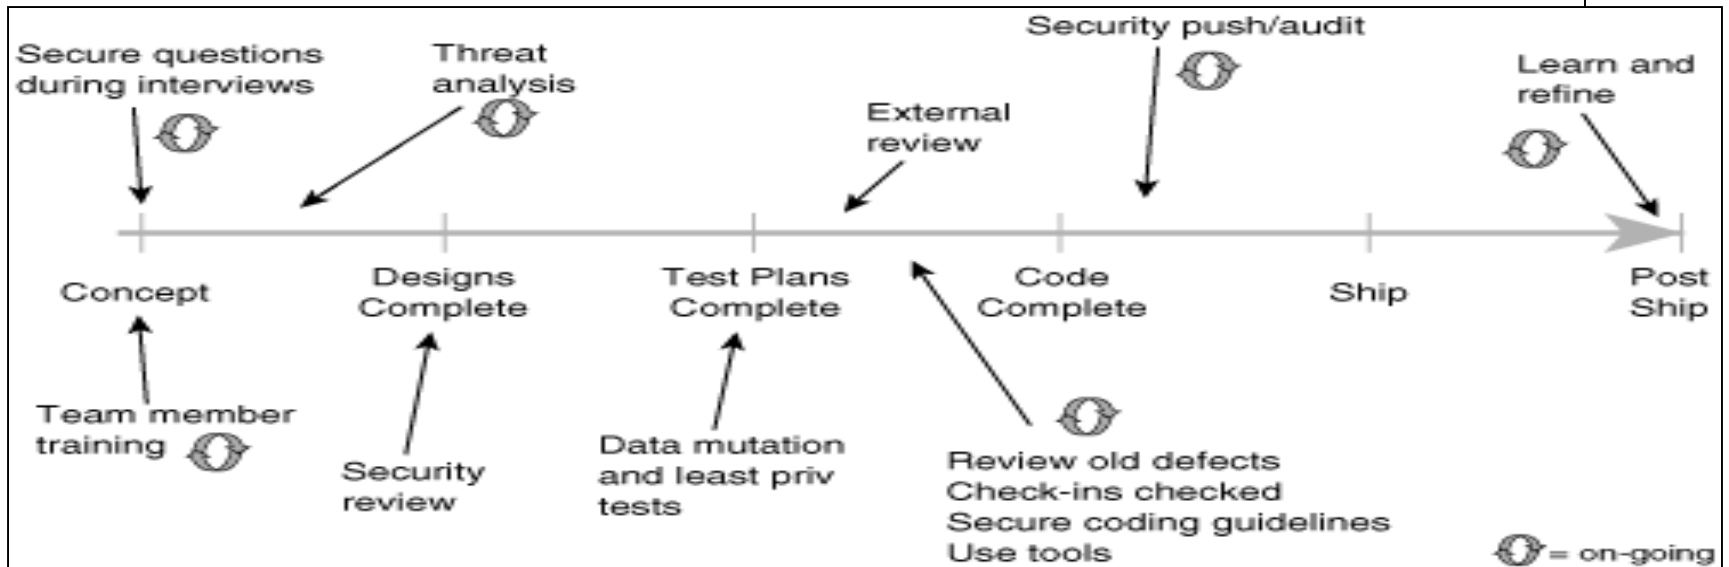 Secure questions
during interviews
Threat
analysis
External
review
Security push/audit
Learn and
refine
Concept
Designs
Complete
Test Plans
Complete
Code
Complete
Ship
Post
Ship
Team member
training
Security
review
Data mutation
and least priv
tests
Review old defects
Check-ins checked
Secure coding guidelines
Use tools
= on-going